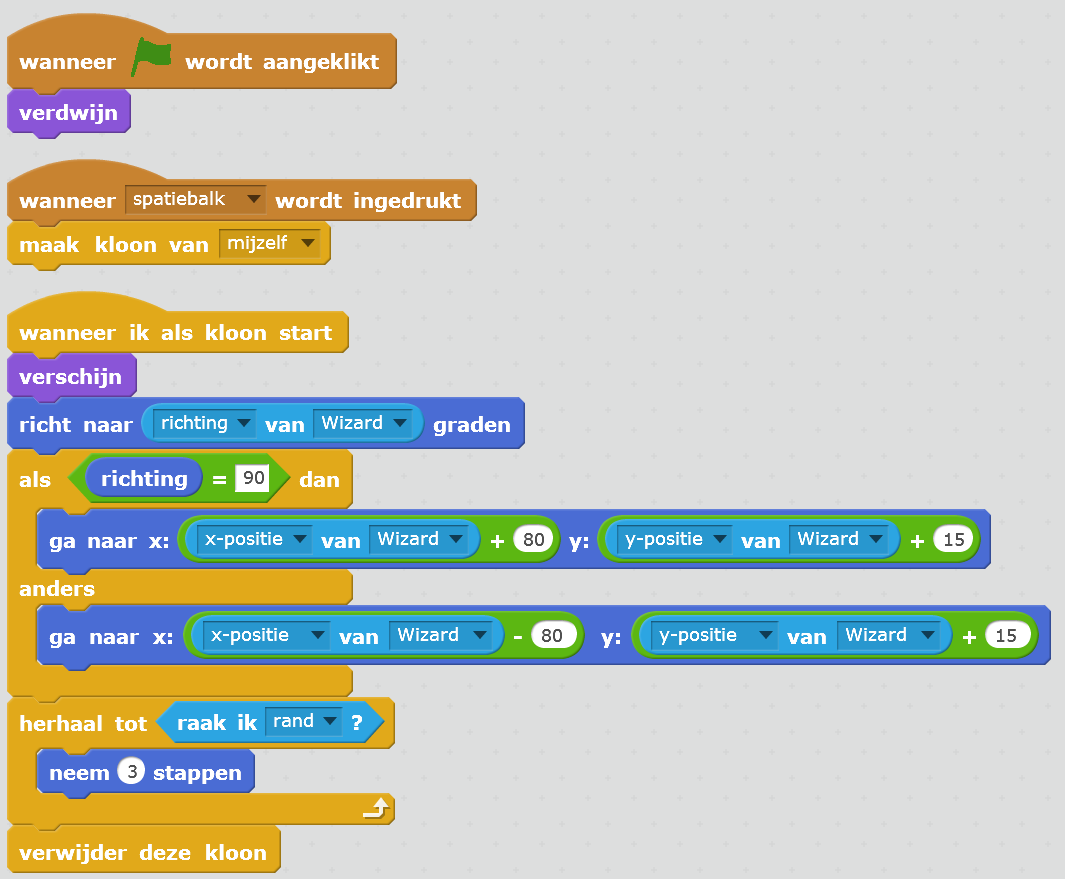 wanneer wordt aangeklikt
verdwijn
wanneer spatiebalk wordt ingedrukt
maak kloon van mijzelf
wanneer ik als kloon start
verschijn
richt naar richting van Wizard graden
als richting = 90 dan
ga naar x: x-positie van Wizard + 80 y: y-positie van Wizard + 15
anders
ga naar x: x-positie van Wizard - 80 y: y-positie van Wizard + 15
herhaal tot raak ik rand ?
neem 3 stappen
verwijder deze kloon